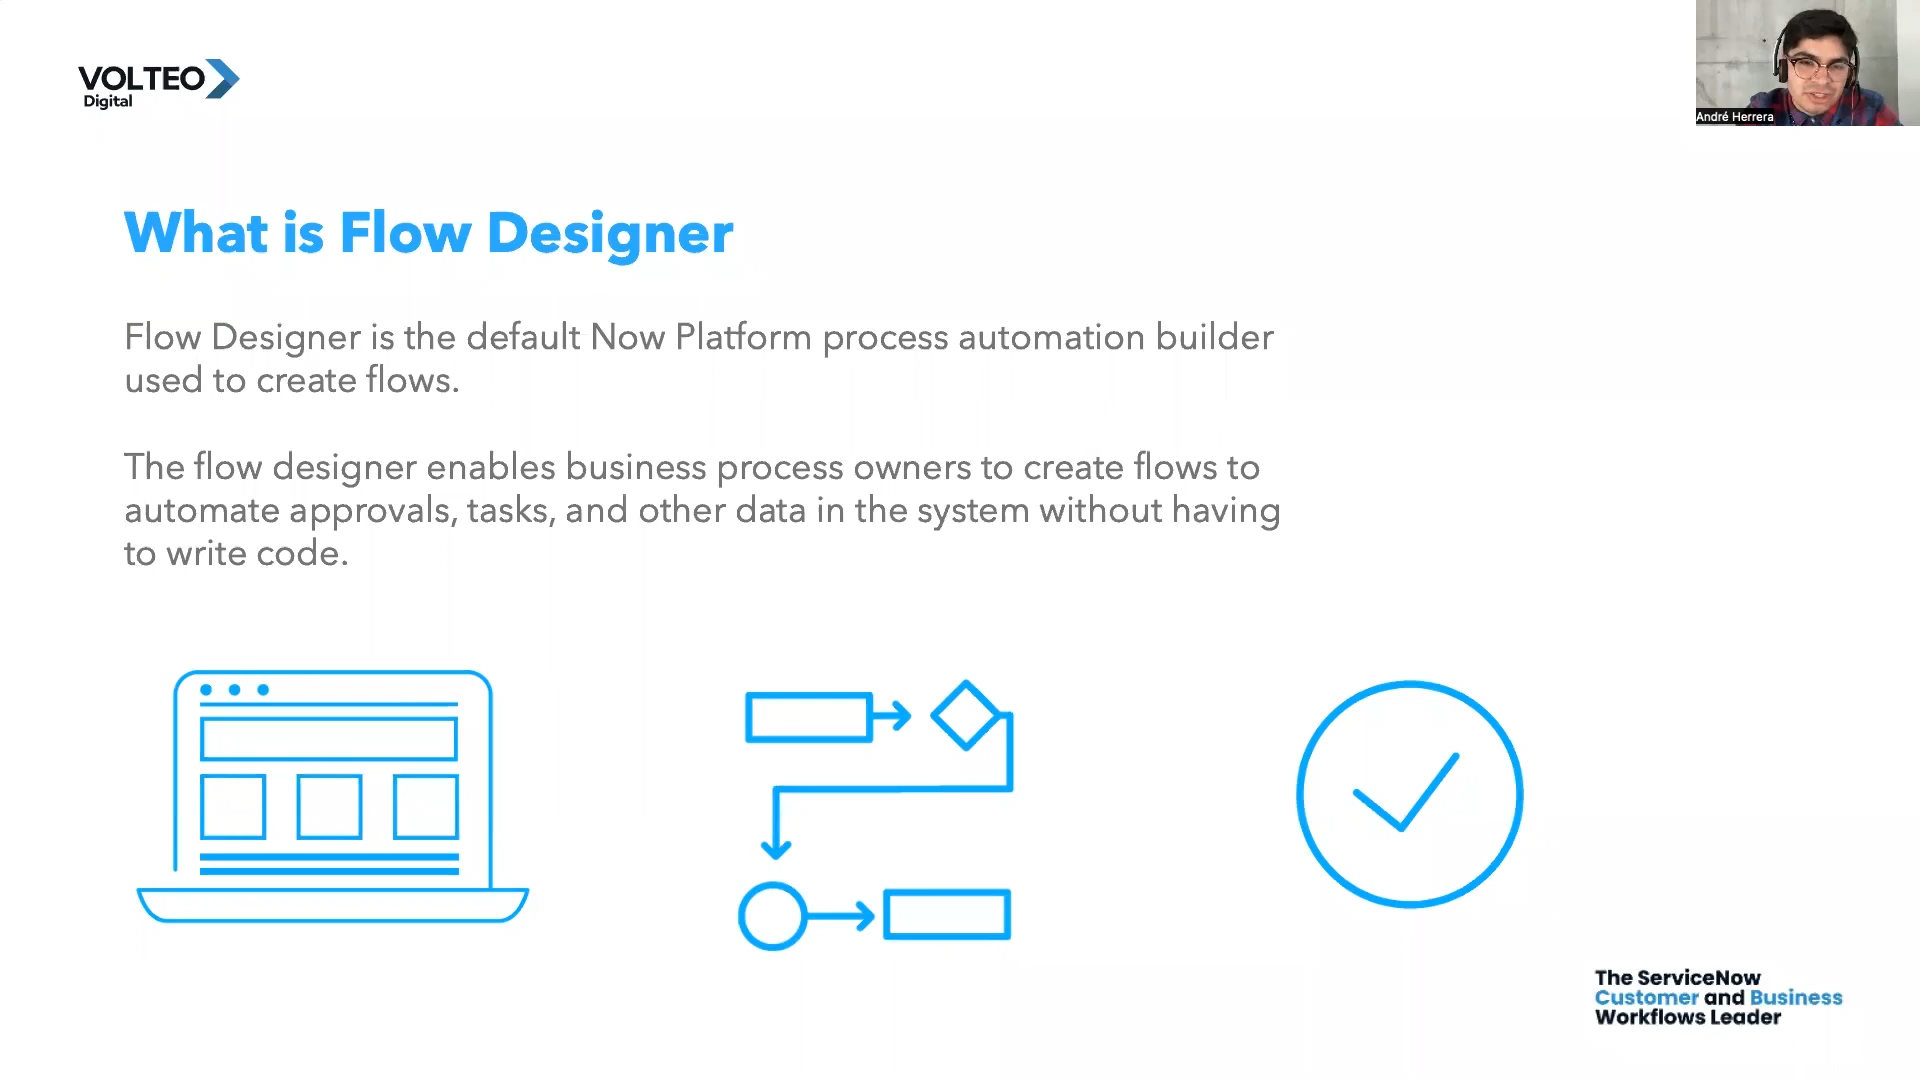 VOLTEO
Digital
André Herrera
What is Flow Designer
Flow Designer is the default Now Platform process automation builder
used to create flows.
The flow designer enables business process owners to create flows to
automate approvals, tasks, and other data in the system without having
to write code.
The ServiceNow
Customer and Business
Workflows Leader